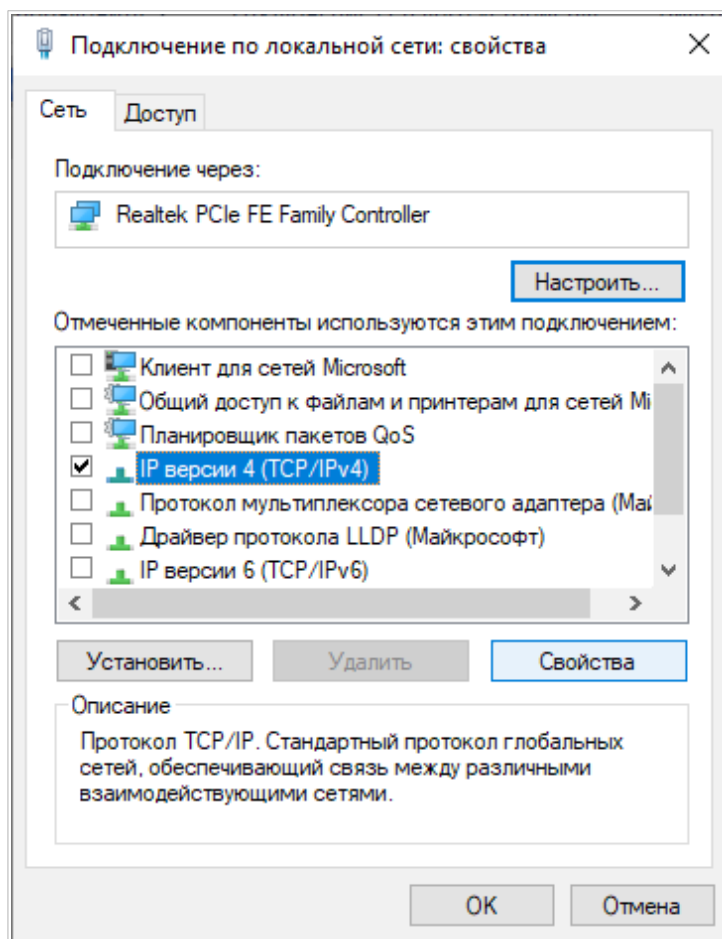 Подключение по локальной сети: свойства
Сеть
Доступ
Подключение через:
Realtek PCIe FE Family Controller
Настроить...
Отмеченные компоненты используются этим подключением:
Клиент для сетей Microsoft
Общий доступ к файлам и принтерам для сетей Mi
Планировщик пакетов QoS
IP версии 4 (TCP/IPv4)
Протокол мультиплексора сетевого адаптера (Май
Драйвер протокола LLDP (Майкрософт)
IP версии 6 (TCP/IPv6)
Установить...
Удалить
Свойства
Описание
Протокол TCP/IP. Стандартный протокол глобальных
сетей, обеспечивающий связь между различными
взаимодействующими сетями.
OK
Отмена